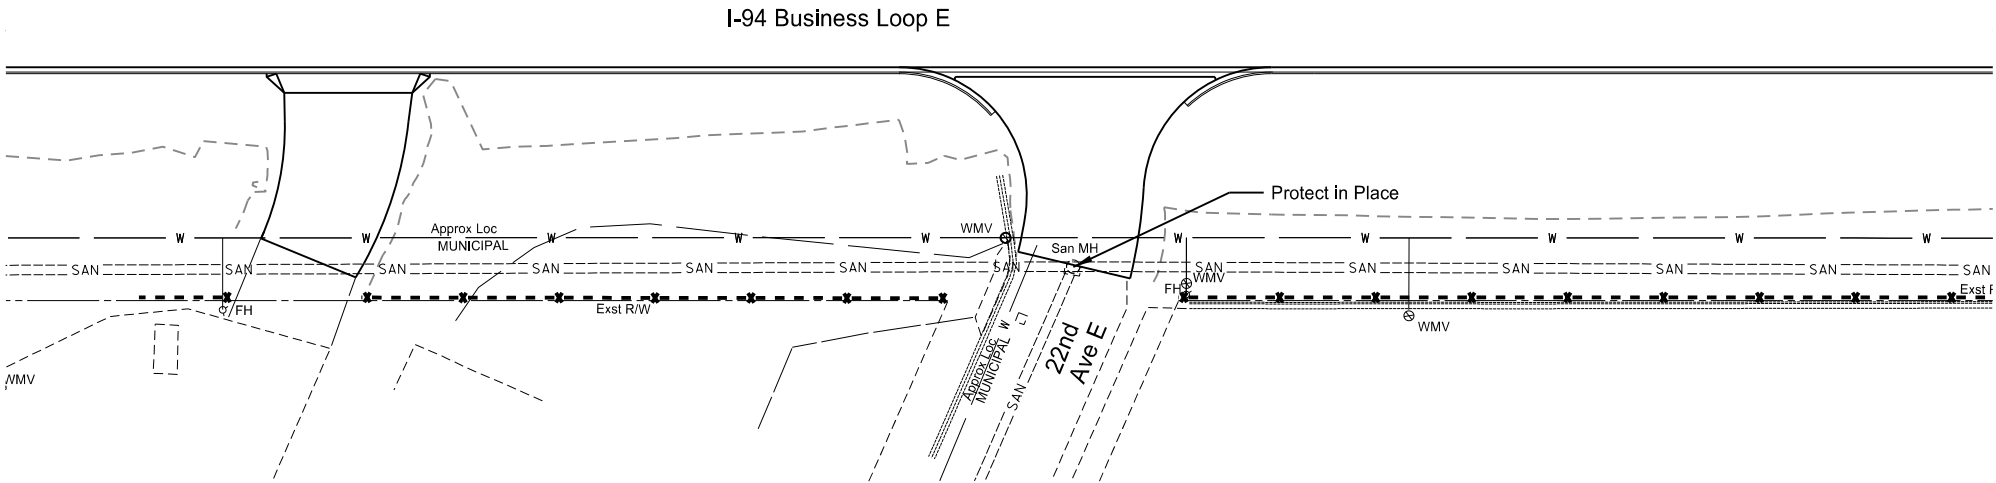 I-94 Business Loop E
Protect in Place
Approx Loc
MUNICIPAL
WMV
San MH
W W W W W W W W W W
SAN SAN SAN SAN SAN SAN SAN SAN SAN SAN SAN SAN SAN
WMV
FH
FH
Exst R/W
Exst R
WMV
WMV
22nd
Ave E
Approx Loc
MUNICIPAL
W
SAN